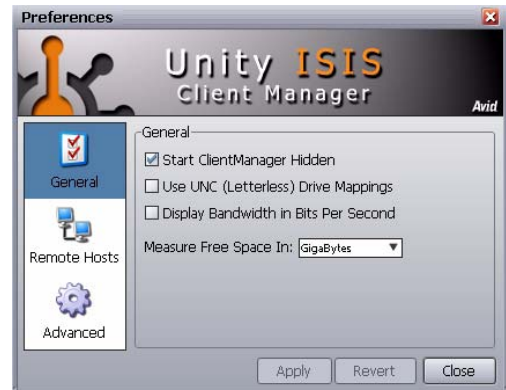 Preferences
Unity ISIS
Client Manager
Avid
General
Remote Hosts
Advanced
General
Start ClientManager Hidden
Use UNC (Letterless) Drive Mappings
Display Bandwidth in Bits Per Second
Measure Free Space In: GigaBytes
Apply Revert Close